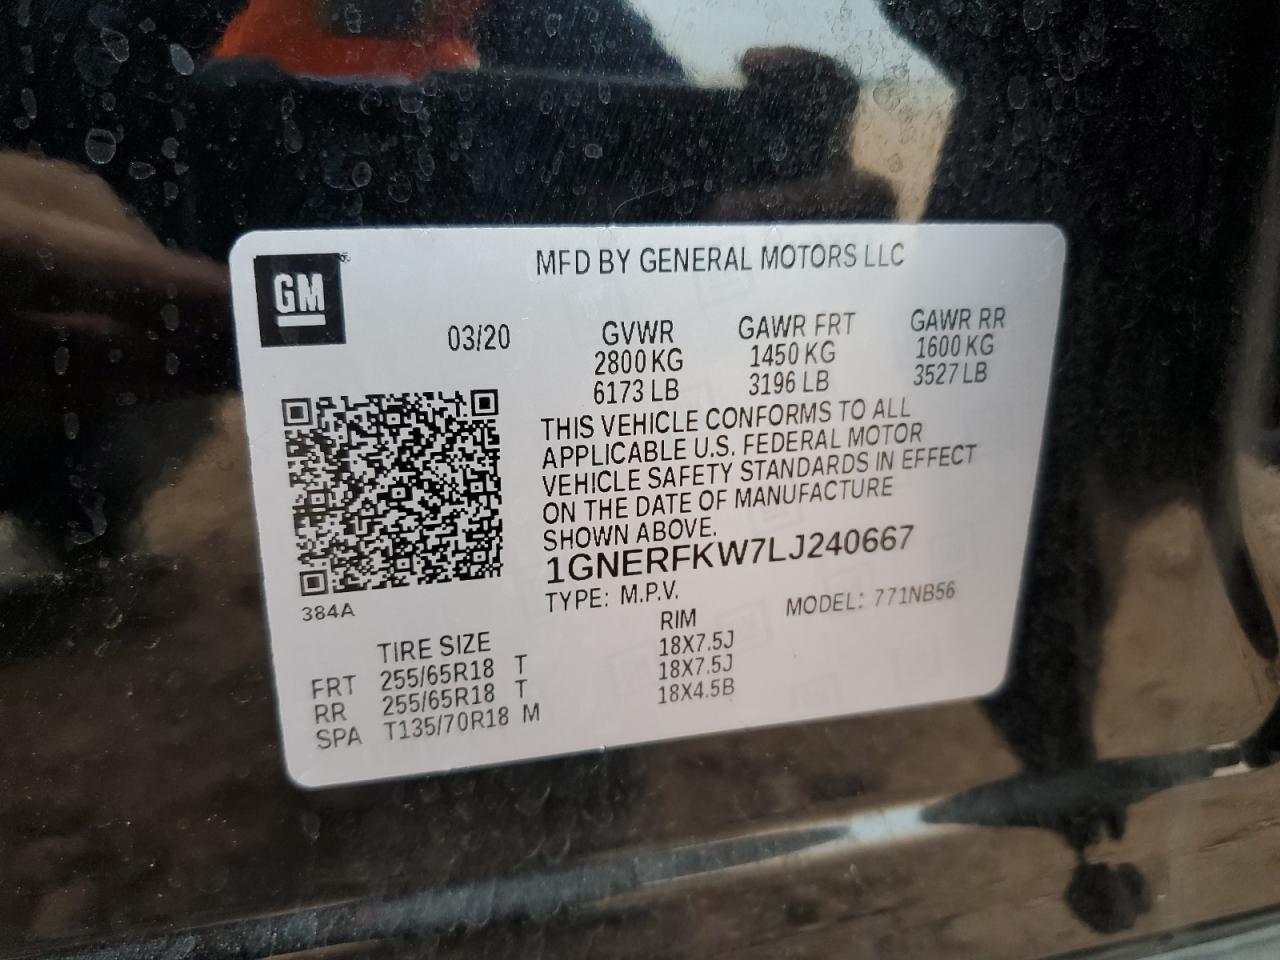 GM
MFD BY GENERAL MOTORS LLC
03/20
GVWR GAWR FRT GAWR RR
2800 KG 1450 KG 1600 KG
6173 LB 3196 LB 3527 LB
THIS VEHICLE CONFORMS TO ALL
APPLICABLE U.S. FEDERAL MOTOR
VEHICLE SAFETY STANDARDS IN EFFECT
ON THE DATE OF MANUFACTURE
SHOWN ABOVE.
1GNERFKW7LJ240667
TYPE: M.P.V. MODEL: 771NB56
384A
TIRE SIZE RIM
FRT 255/65R18 T 18X7.5J
RR 255/65R18 T 18X7.5J
SPA T135/70R18 M 18X4.5B